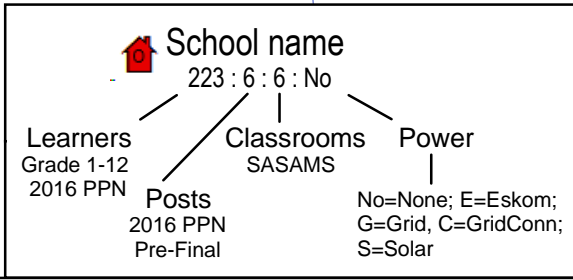 O
School name
223 : 6 : 6 : No
Learners
Grade 1-12
2016 PPN
Posts
2016 PPN
Pre-Final
Classrooms
SASAMS
Power
No=None; E=Eskom;
G=Grid, C=GridConn;
S=Solar